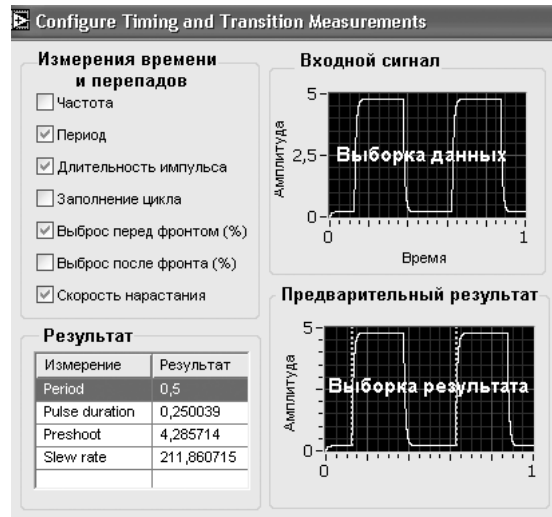 Configure Timing and Transition Measurements
Измерения времени
и перепадов
Частота
Период
Длительность импульса
Заполнение цикла
Выброс перед фронтом (%)
Выброс после фронта (%)
Скорость нарастания
Результат
Измерение Результат
Period 0,5
Pulse duration 0,250039
Preshoot 4,285714
Slew rate 211,860715
Входной сигнал
Амплитуда
5
2,5
0
Выборка данных
0 1
Время
Предварительный результат
Амплитуда
5
0
Выборка результата
0 1